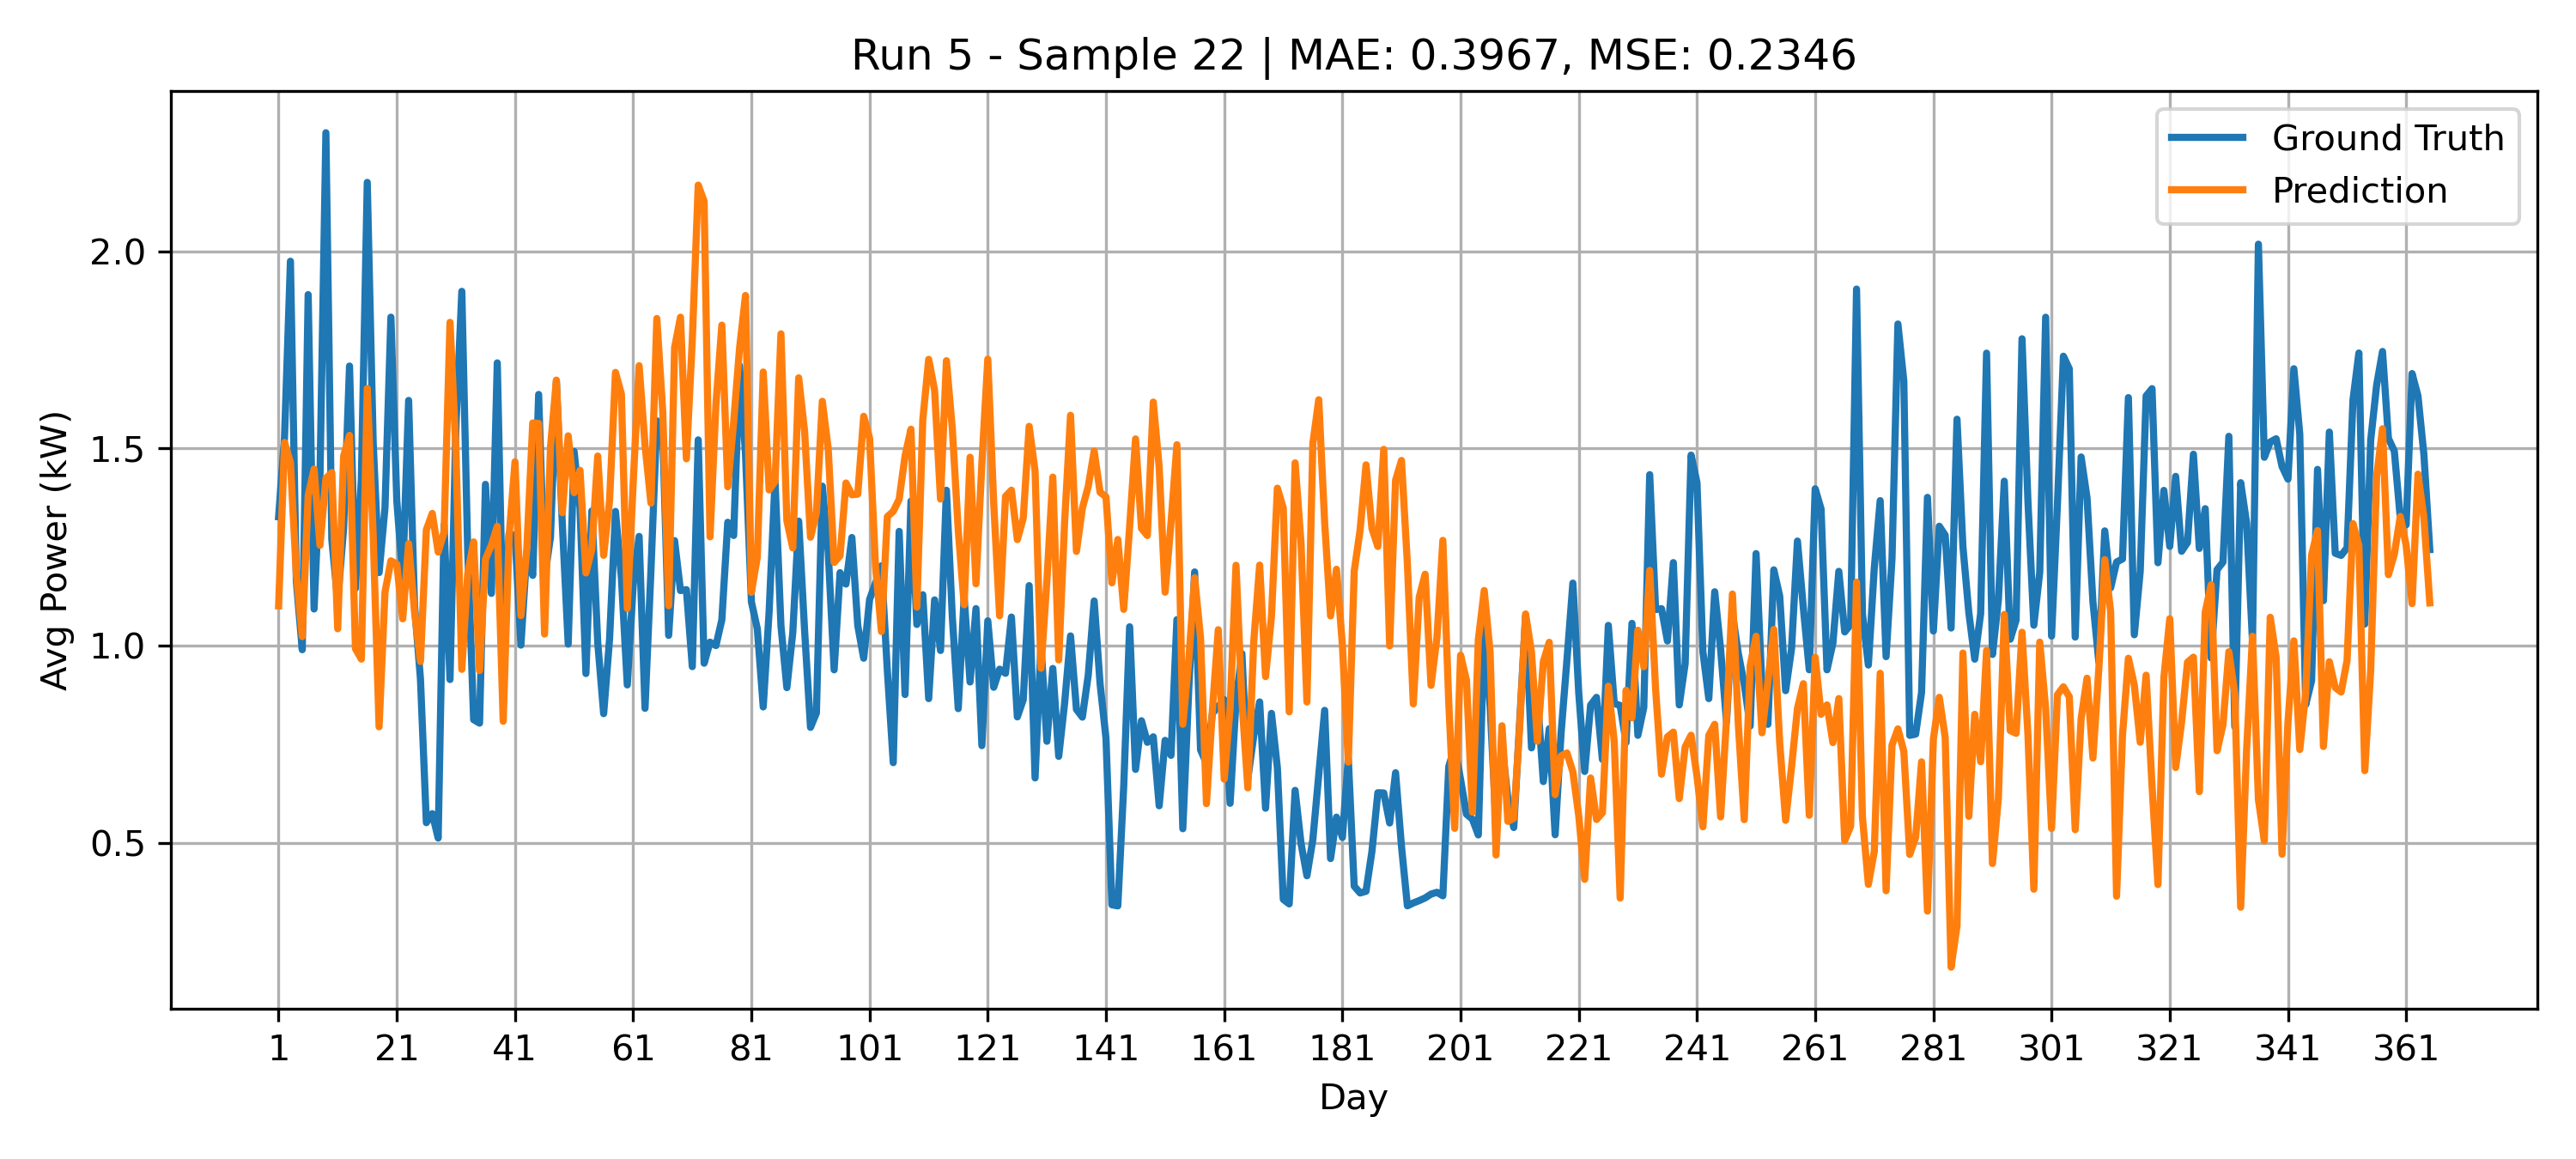 Run 5 - Sample 22 | MAE: 0.3967, MSE: 0.2346
Ground Truth
Prediction
Avg Power (kW)
2.0
1.5
1.0
0.5
1 21 41 61 81 101 121 141 161 181 201 221 241 261 281 301 321 341 361
Day